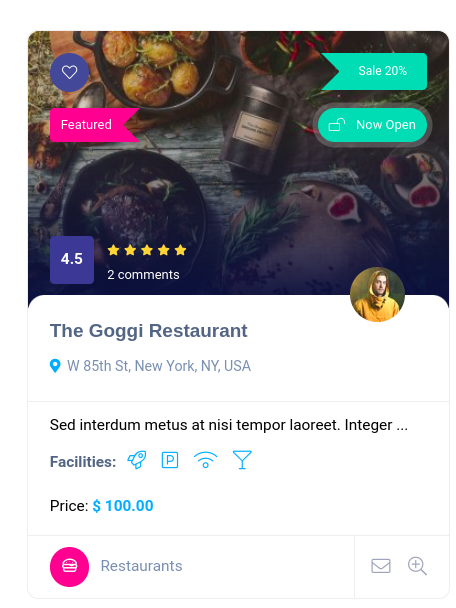 Sale 20%
Featured
Now Open
4.5
2 comments
The Goggi Restaurant
W 85th St, New York, NY, USA
Sed interdum metus at nisi tempor laoreet. Integer ...
Facilities: P
Price: $ 100.00
Restaurants